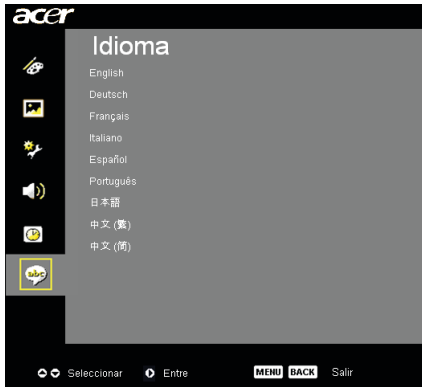 acer
Idioma
English
Deutsch
Français
Italiano
Español
Português
日本語
中文 (繁)
中文 (简)
abc
Seleccionar Entre MENU BACK Salir